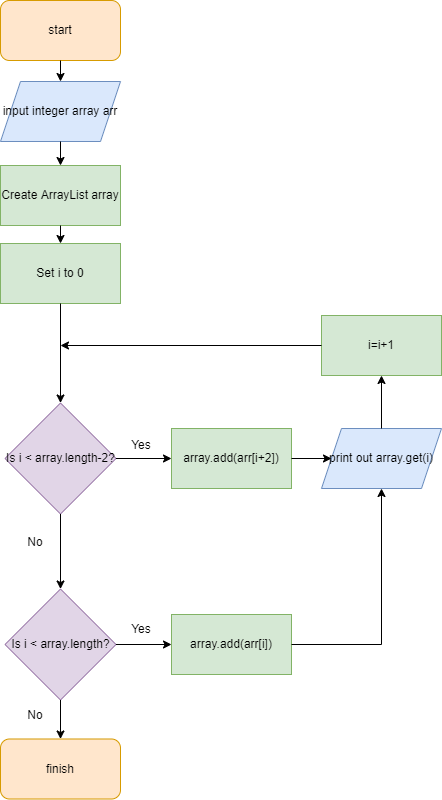 start
input integer array arr
Create ArrayList array
Set i to 0
i=i+1
Is i < array.length-2?
Yes
array.add(arr[i+2])
print out array.get(i)
No
Is i < array.length?
Yes
array.add(arr[i])
No
finish